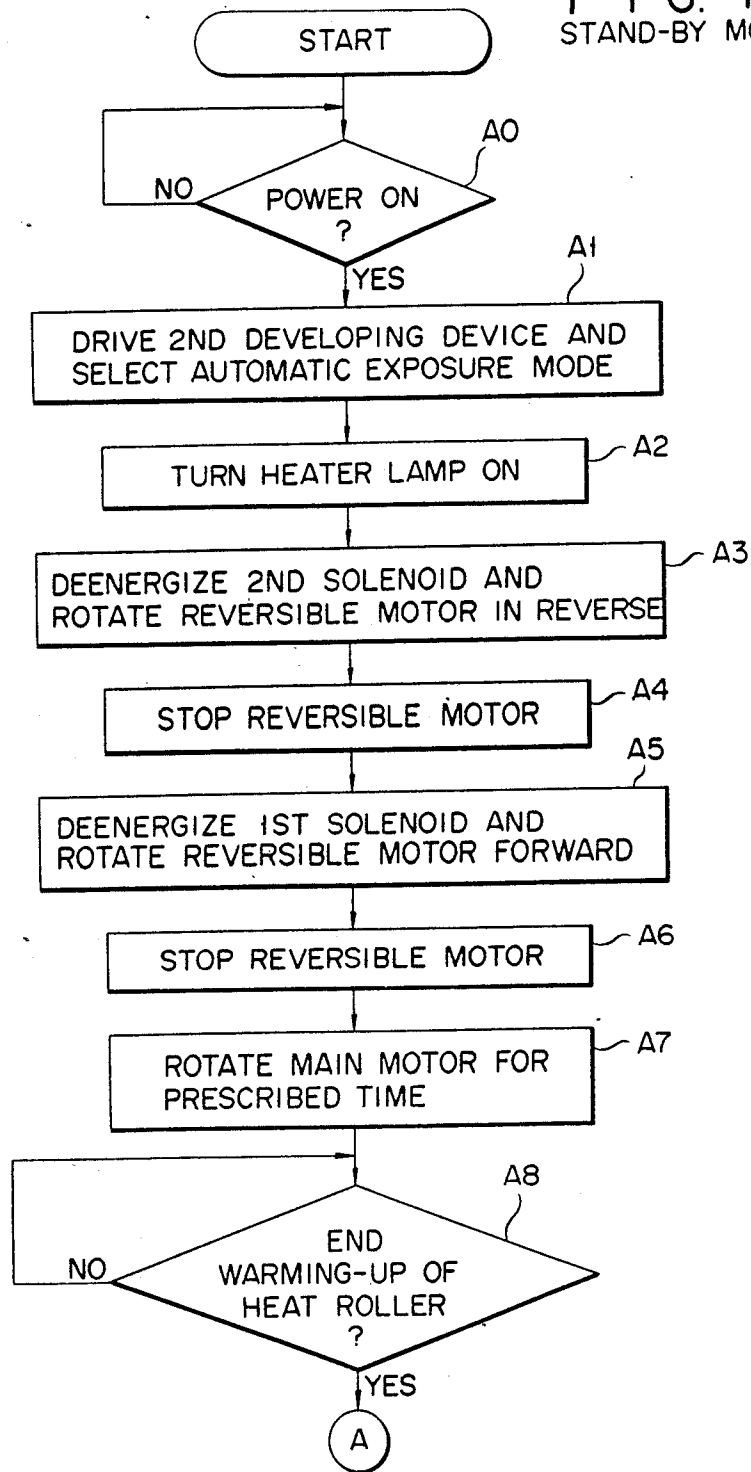 START
STAND-BY
A0
NO
POWER ON
?
YES
A1
DRIVE 2ND DEVELOPING DEVICE AND
SELECT AUTOMATIC EXPOSURE MODE
A2
TURN HEATER LAMP ON
A3
DEENERGIZE 2ND SOLENOID AND
ROTATE REVERSIBLE MOTOR IN REVERSE
A4
STOP REVERSIBLE MOTOR
A5
DEENERGIZE 1ST SOLENOID AND
ROTATE REVERSIBLE MOTOR FORWARD
A6
STOP REVERSIBLE MOTOR
A7
ROTATE MAIN MOTOR FOR
PRESCRIBED TIME
A8
NO
END
WARMING-UP OF
HEAT ROLLER
?
YES
A